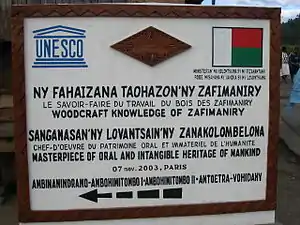 UNESCO
NY FAHAIZANA TAOHAZON'NY ZAFIMANIRY
LE SAVOIR-FAIRE DU TRAVAIL DU BOIS DES ZAFIMANIRY
WOODCRAFT KNOWLEDGE OF ZAFIMANIRY
SANGANASAN'NY LOVANTSAIN'NY ZANAKOLOMBELONA
CHEF-D'OEUVRE DU PATRIMOINE ORAL ET IMMATERIEL DE L'HUMANITE
MASTERPIECE OF ORAL AND INTANGIBLE HERITAGE OF MANKIND
07 nov. 2003, PARIS
AMBINANINDRANO-AMBOHIMITOMBO I-AMBOHIMITOMBO II-ANTOETRA-VOHIDAHY